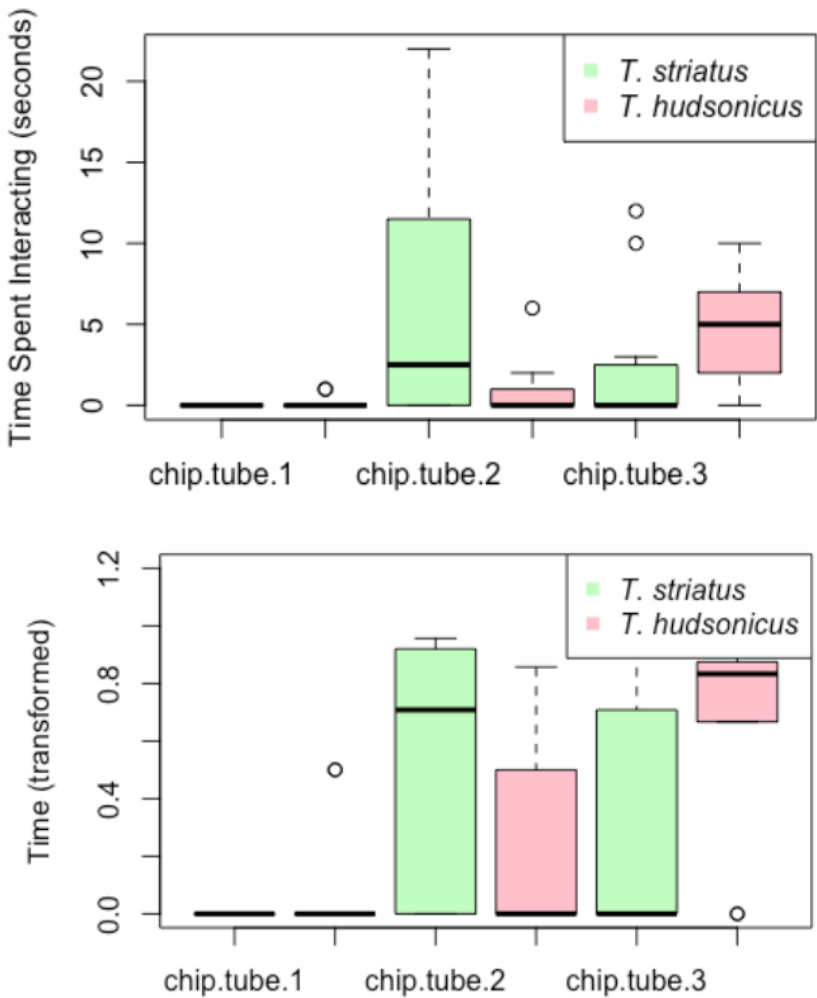 Time Spent Interacting (seconds)
20
15
10
5
0
T. striatus
T. hudsonicus
chip.tube.1 chip.tube.2 chip.tube.3
Time (transformed)
1.2
0.8
0.4
0.0
T. striatus
T. hudsonicus
chip.tube.1 chip.tube.2 chip.tube.3